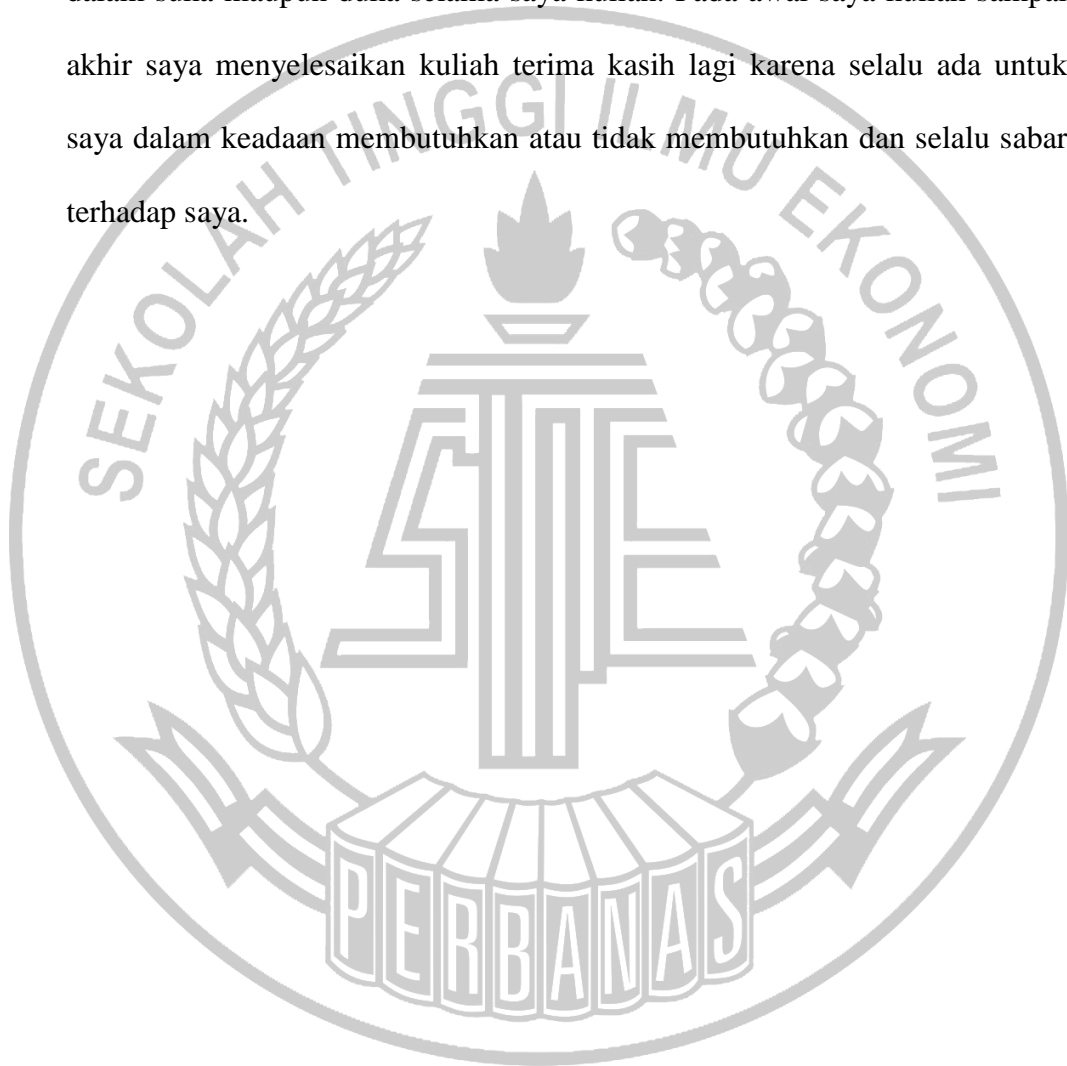 akhir saya menyelesaikan kuliah terima kasih lagi karena selalu ada untuk
saya dalam keadaan membutuhkan atau tidak membutuhkan dan selalu sabar
terhadap saya.
SEKOLAH TINGGI ILMU EKONOMI
STIE
PERBANAS